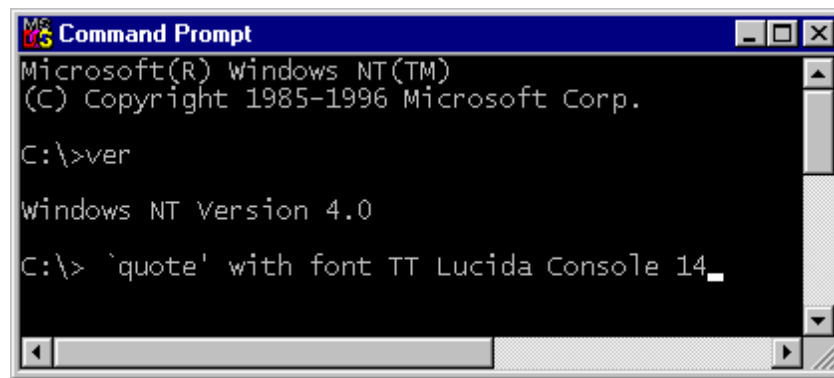 Command Prompt
Microsoft(R) Windows NT(TM)
(C) Copyright 1985-1996 Microsoft Corp.
C:\>ver
Windows NT Version 4.0
C:\> `quote' with font TT Lucida Console 14